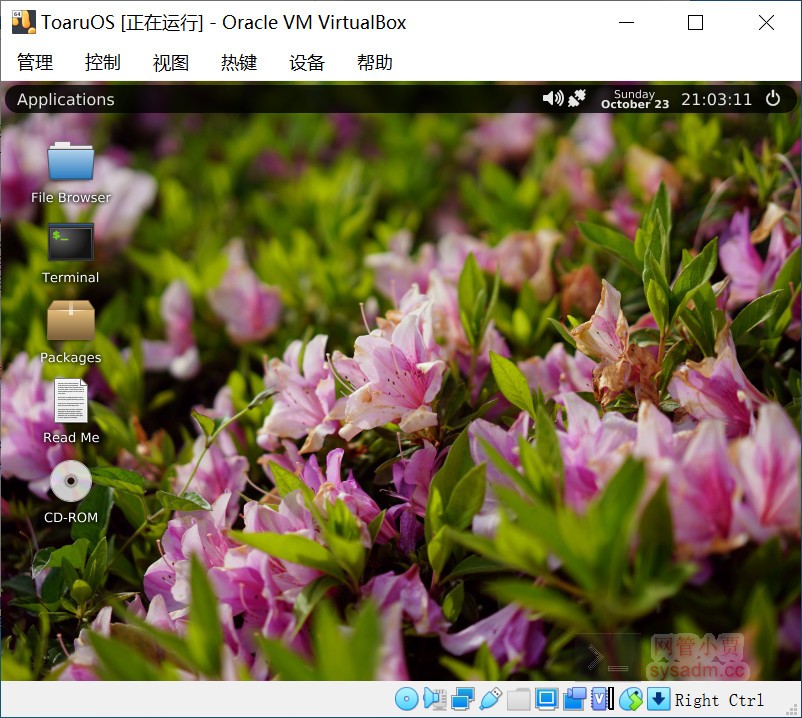 ToaruOS [正在运行] - Oracle VM VirtualBox
管理 控制 视图 热键 设备 帮助
Applications
Sunday
October 23
21:03:11
File Browser
Terminal
Packages
Read Me
CD-ROM
网管小贾
sysadm.cc
Right Ctrl